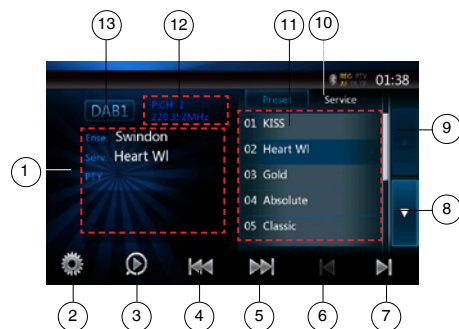 13 12 11 10
REG PTY
01:38
DAB1
P.CH 2
220.352MHz
Preset Service
Ense Swindon
Serv Heart WI
PTY
01 KISS
02 Heart WI
03 Gold
04 Absolute
05 Classic
1
9
8
2 3 4 5 6 7